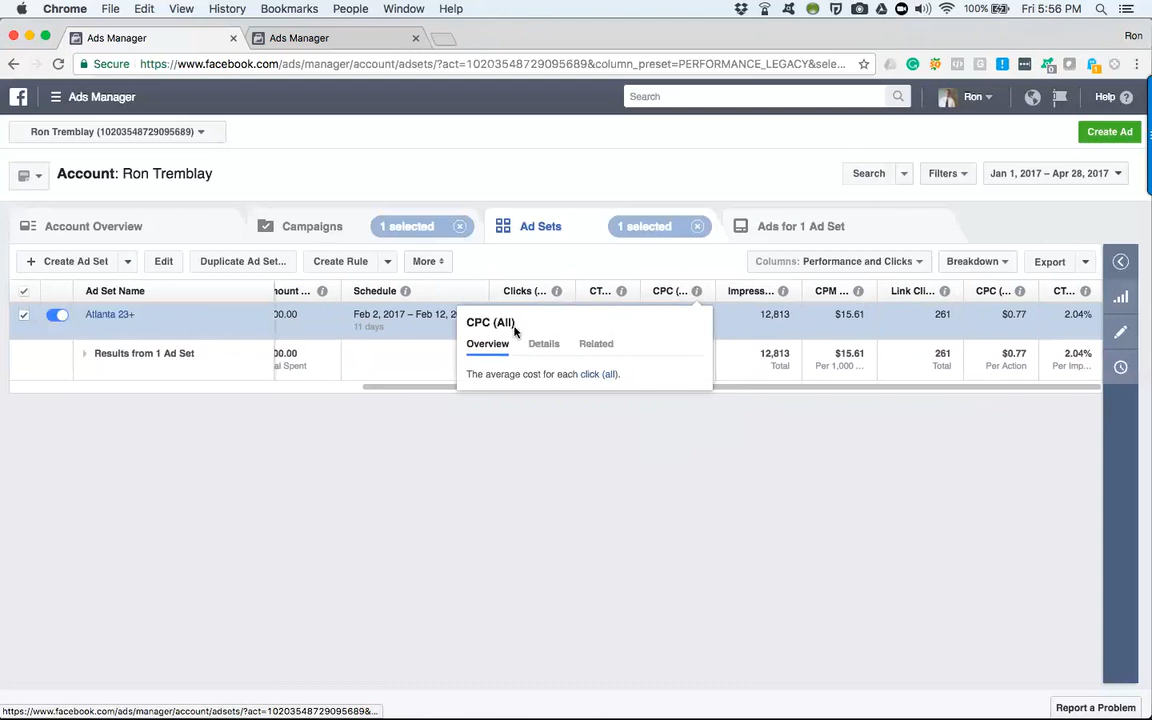 Chrome File Edit View History Bookmarks People Window Help 100% Fri 5:56 PM
Ads Manager Ads Manager Ron
Secure https://www.facebook.com/ads/manager/account/adsets/?act=10203548729095689&column_preset=PERFORMANCE_LEGACY&sele...
Ads Manager Search Ron Help ?
Ron Tremblay (10203548729095689) Create Ad
Account: Ron Tremblay Search Filters Jan 1, 2017 – Apr 28, 2017
Account Overview Campaigns 1 selected Ad Sets 1 selected Ads for 1 Ad Set
+ Create Ad Set Edit Duplicate Ad Set... Create Rule More Columns: Performance and Clicks Breakdown Export
Ad Set Name ount ... Schedule Clicks (... CT... CPC (... Impress... CPM ... Link Cli... CPC (... CT...
Atlanta 23+ 00.00 Feb 2, 2017 – Feb 12, 2 12,813 $15.61 261 $0.77 2.04%
11 days
CPC (All)
Overview Details Related
The average cost for each click (all).
Results from 1 Ad Set 00.00 12,813 $15.61 261 $0.77 2.04%
al Spent Total Per 1,000 ... Total Per Action Per Imp...
https://www.facebook.com/ads/manager/account/adsets/?act=10203548729095689&...
Report a Problem